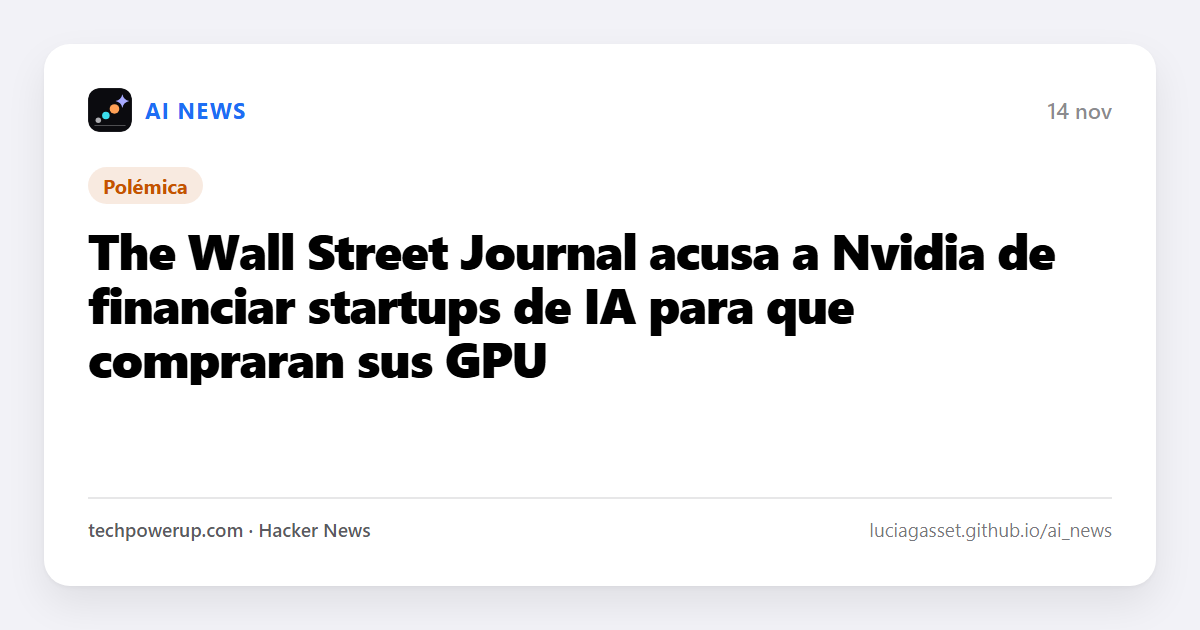 AI NEWS
14 nov
Polémica
The Wall Street Journal acusa a Nvidia de
financiar startups de IA para que
compraran sus GPU
techpowerup.com · Hacker News
luciagasset.github.io/ai_news